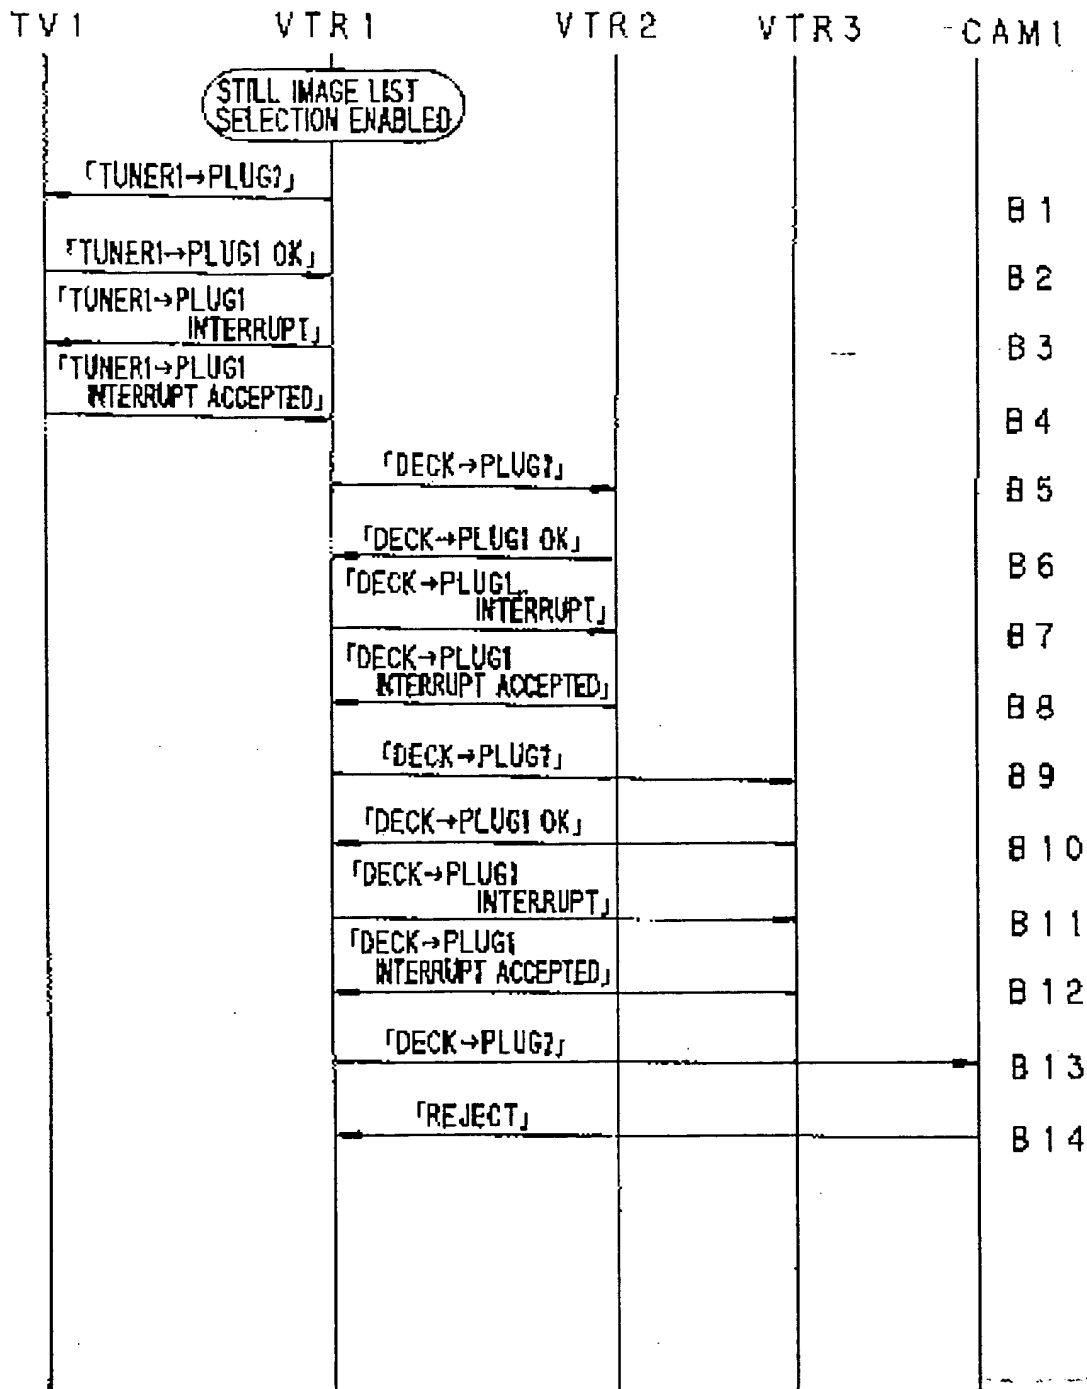 TV1 VTR1 VTR2 VTR3 CAM1
STILL IMAGE LIST
SELECTION ENABLED
「TUNER1→PLUG?」
B1
「TUNER1→PLUG1 OK」
B2
「TUNER1→PLUG1
INTERRUPT」
B3
「TUNER1→PLUG1
INTERRUPT ACCEPTED」
B4
「DECK→PLUG?」
B5
「DECK→PLUG1 OK」
B6
「DECK→PLUG1
INTERRUPT」
B7
「DECK→PLUG1
INTERRUPT ACCEPTED」
B8
「DECK→PLUG?」
B9
「DECK→PLUG1 OK」
B10
「DECK→PLUG1
INTERRUPT」
B11
「DECK→PLUG1
INTERRUPT ACCEPTED」
B12
「DECK→PLUG?」
B13
「REJECT」
B14